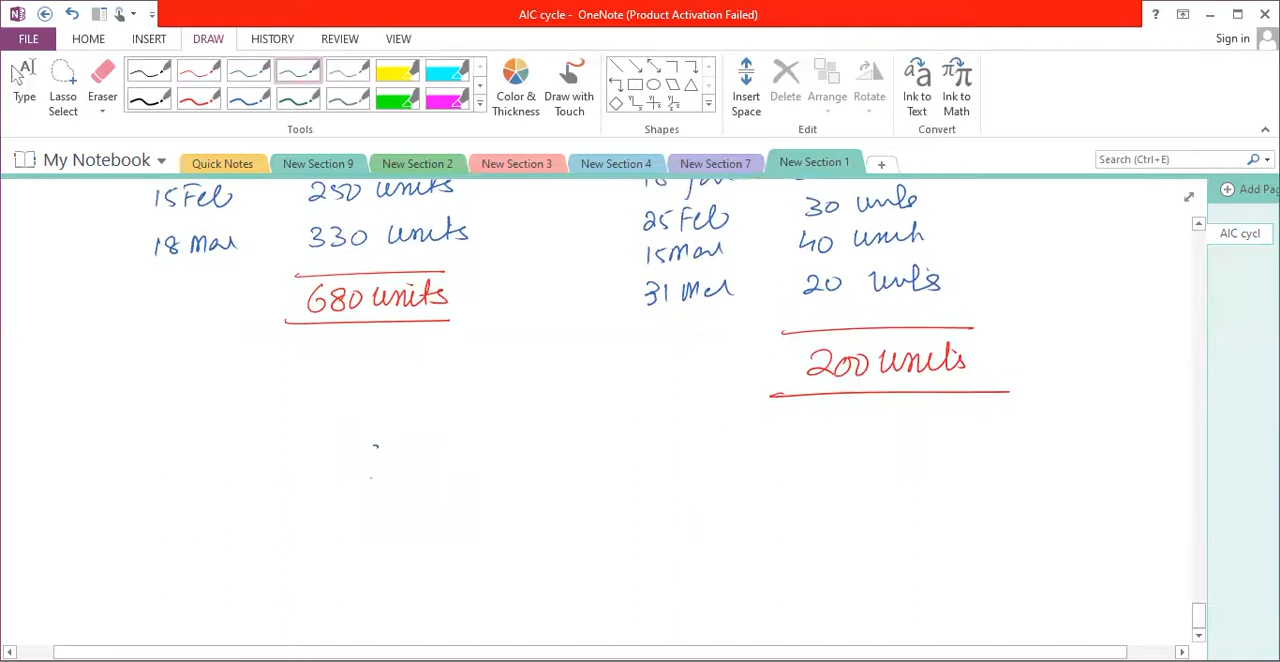 AIC cycle - OneNote (Product Activation Failed)
?
FILE HOME INSERT DRAW HISTORY REVIEW VIEW
Sign in
Type
Lasso Select
Eraser
Color & Thickness
Draw with Touch
Insert Space
Delete
Arrange
Rotate
Ink to Text
Ink to Math
Tools
Shapes
Edit
Convert
My Notebook
Quick Notes New Section 9 New Section 2 New Section 3 New Section 4 New Section 7 New Section 1
Search (Ctrl+E)
Add Pag
AIC cycl
15 Feb 250 units
18 Mar 330 units
680 units
30 units
25 Feb
40 units
15 Mar
31 Mar 20 units
200 units